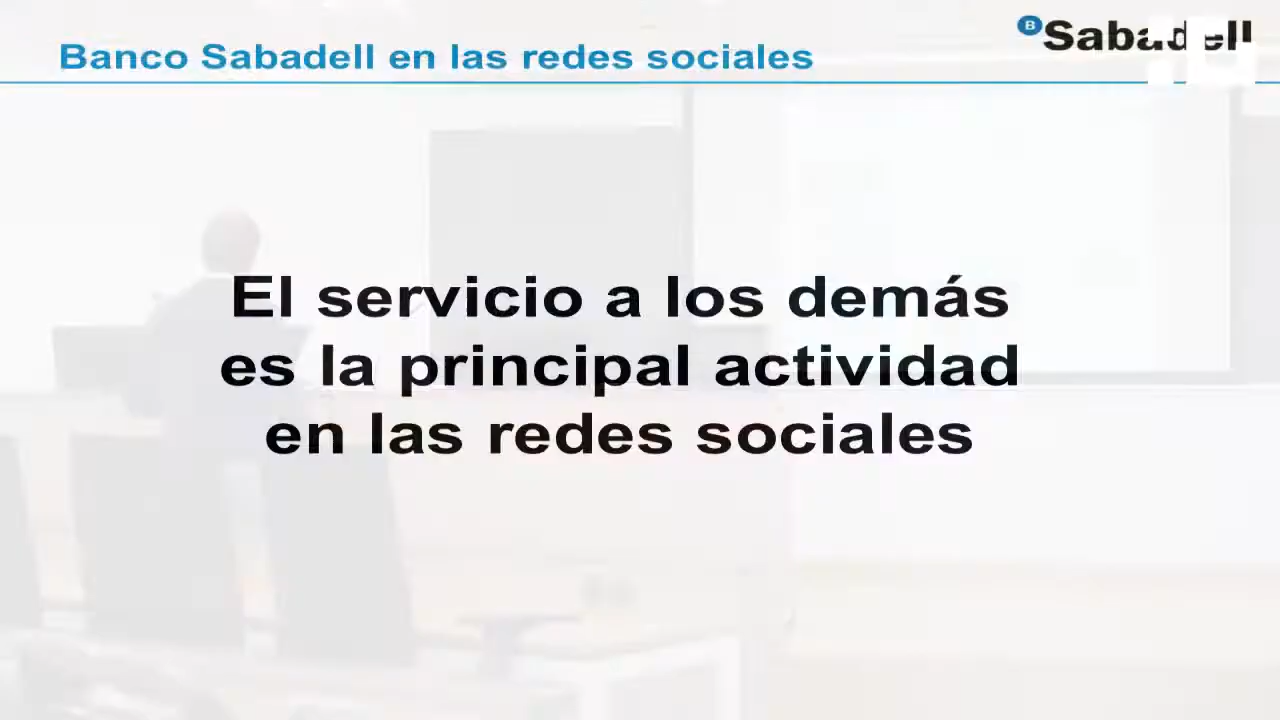 Banco Sabadell en las redes sociales
B Sabadell
El servicio a los demás
es la principal actividad
en las redes sociales